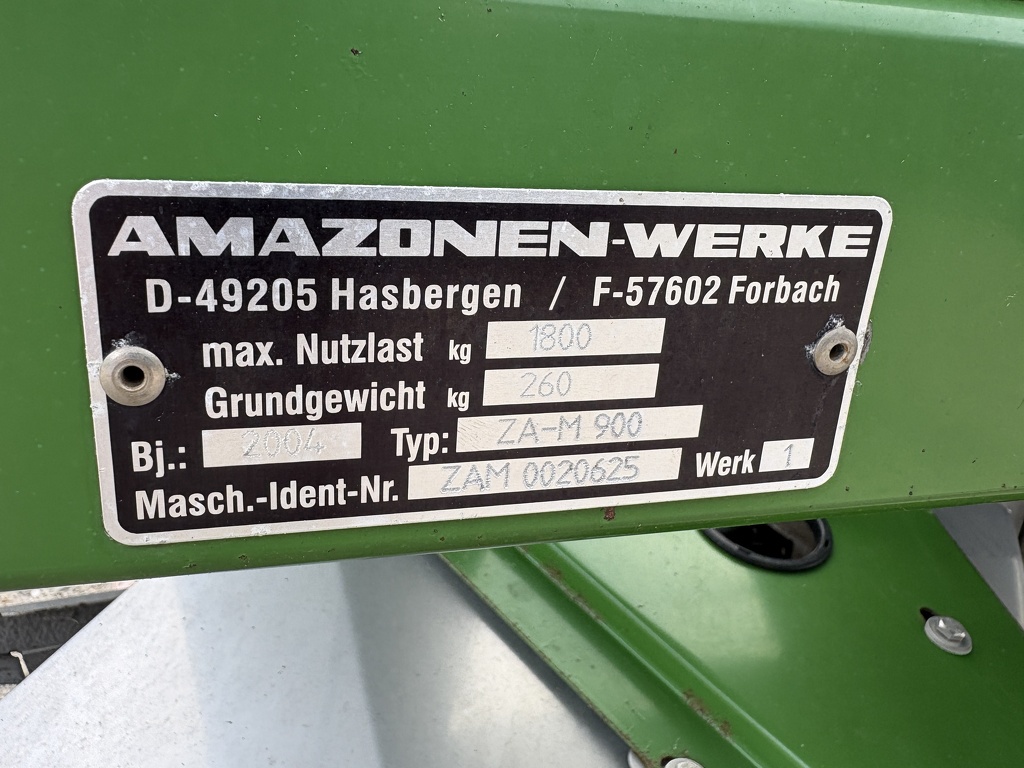 AMAZONEN-WERKE
D-49205 Hasbergen / F-57602 Forbach
max. Nutzlast kg 1800
Grundgewicht kg 260
Bj.: 2004 Typ: ZA-M 900
Masch.-Ident-Nr. ZAM 0020625 Werk 1